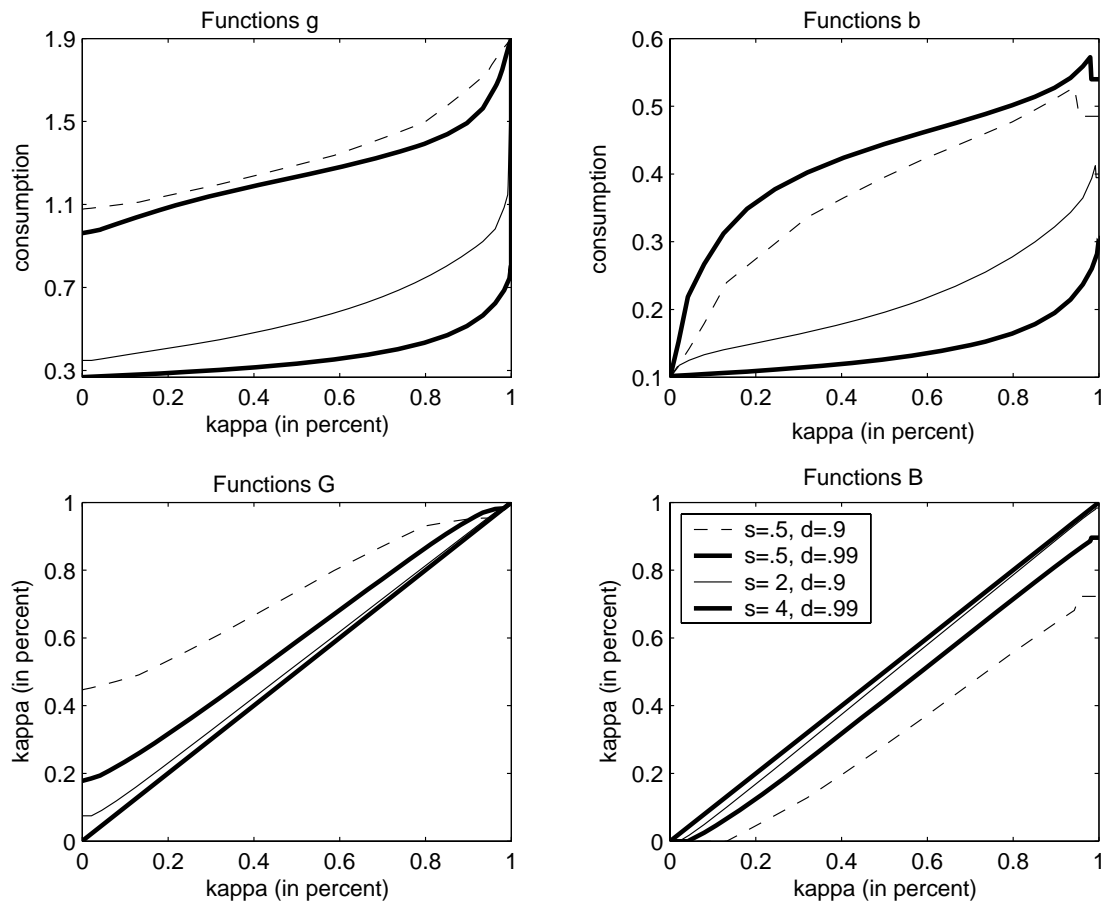 Functions g
1.9
1.5
1.1
0.7
0.3
consumption
0 0.2 0.4 0.6 0.8 1
kappa (in percent)
Functions b
0.6
0.5
0.4
0.3
0.2
0.1
consumption
0 0.2 0.4 0.6 0.8 1
kappa (in percent)
Functions G
1
0.8
0.6
0.4
0.2
0
kappa (in percent)
0 0.2 0.4 0.6 0.8 1
kappa (in percent)
Functions B
1
0.8
0.6
0.4
0.2
0
kappa (in percent)
s=.5, d=.9
s=.5, d=.99
s= 2, d=.9
s= 4, d=.99
0 0.2 0.4 0.6 0.8 1
kappa (in percent)